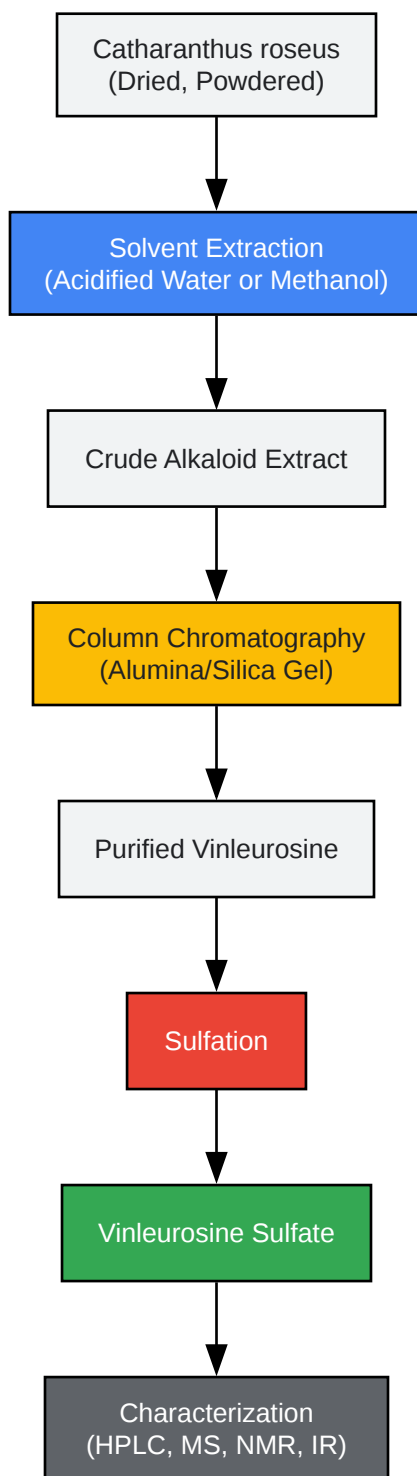 Catharanthus roseus
(Dried, Powdered)
Solvent Extraction
(Acidified Water or Methanol)
Crude Alkaloid Extract
Column Chromatography
(Alumina/Silica Gel)
Purified Vinleurosine
Sulfation
Vinleurosine Sulfate
Characterization
(HPLC, MS, NMR, IR)